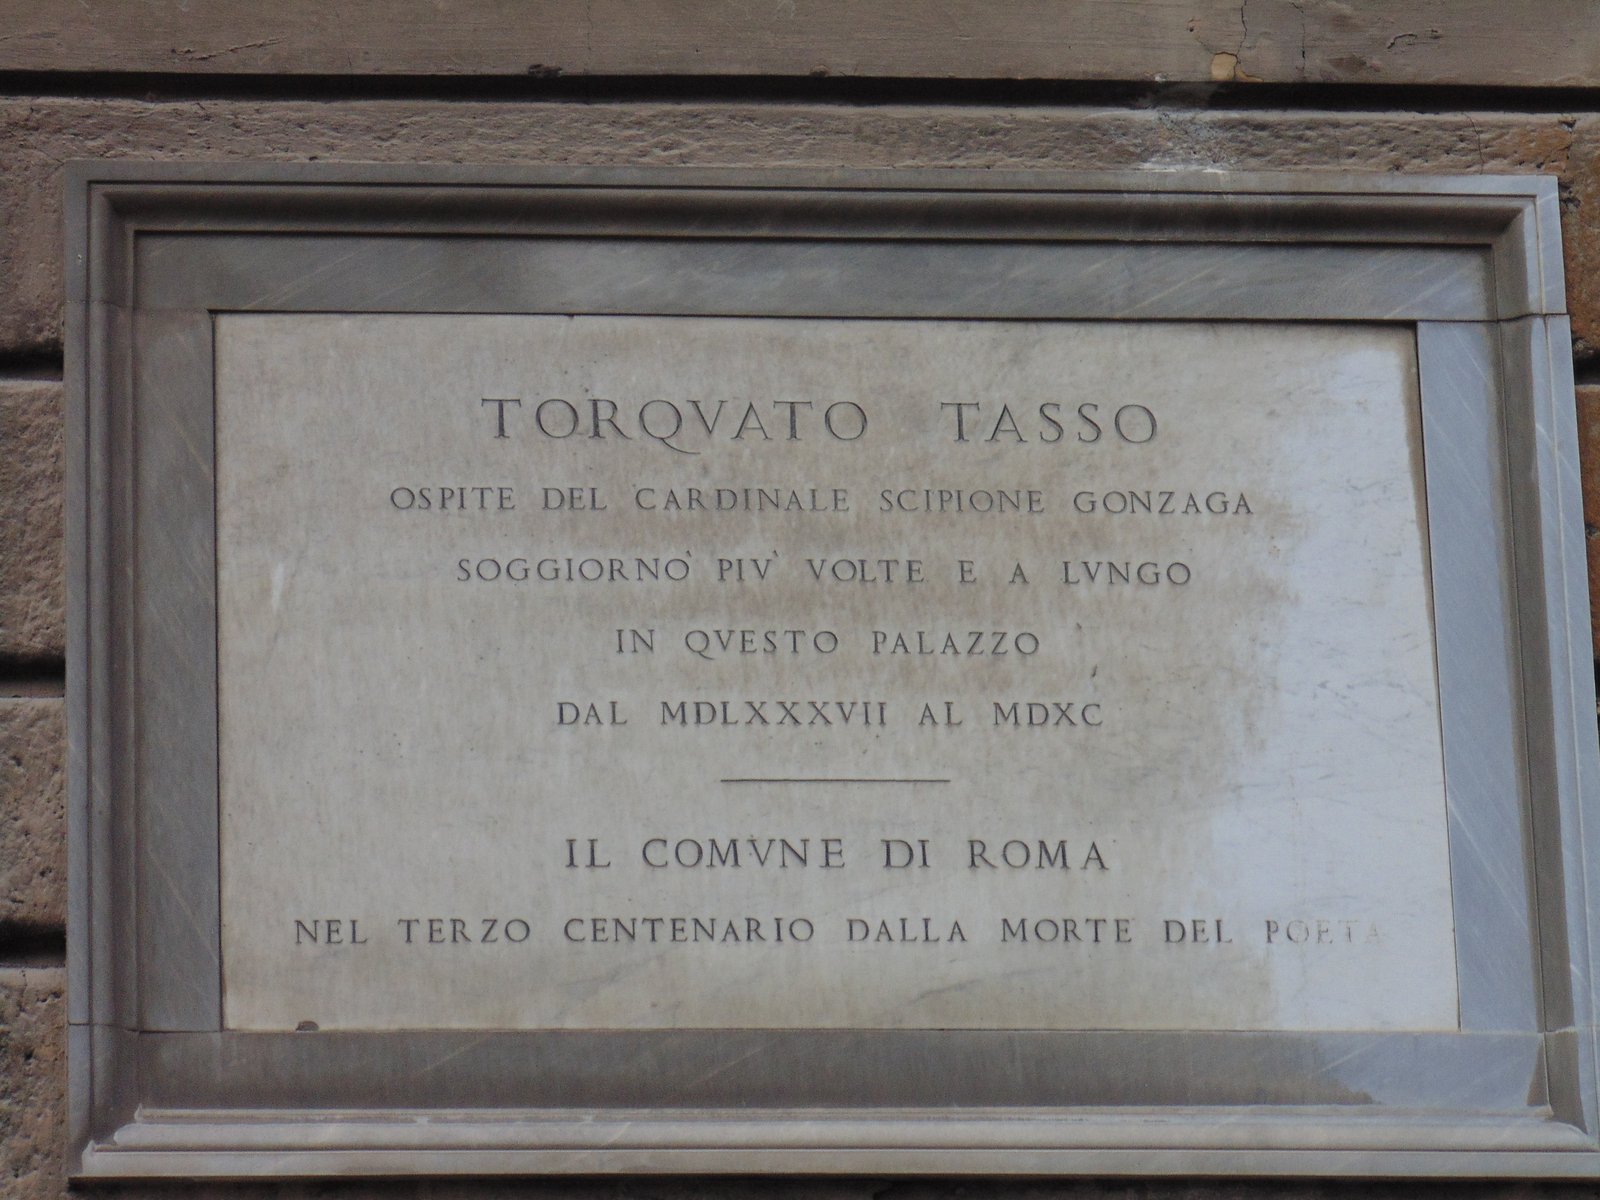 TORQVATO TASSO
OSPITE DEL CARDINALE SCIPIONE GONZAGA
SOGGIORNÒ PIV̀ VOLTE E A LVNGO
IN QVESTO PALAZZO
DAL MDLXXXVII AL MDXC
IL COMVNE DI ROMA
NEL TERZO CENTENARIO DALLA MORTE DEL POETA